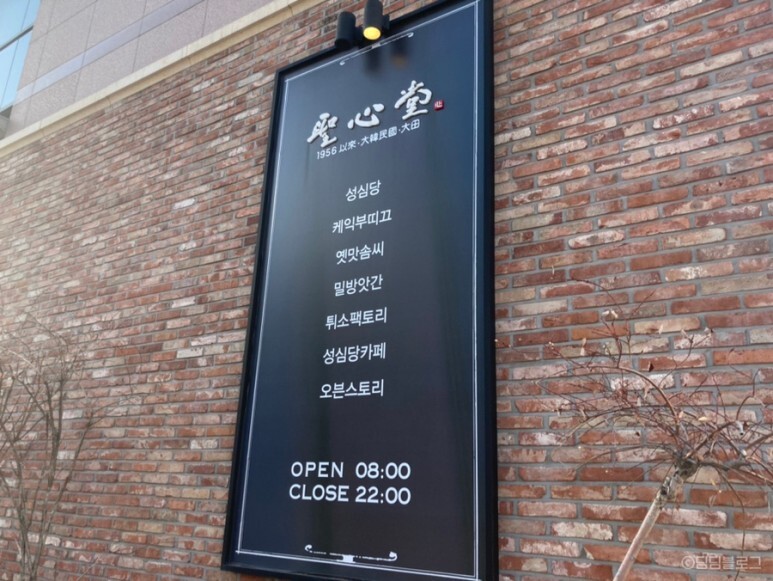 聖心堂
1956 以來·大韓民國·大田
성심당
케익부띠끄
옛맛솜씨
밀방앗간
튀소팩토리
성심당카페
오븐스토리
OPEN 08:00
CLOSE 22:00